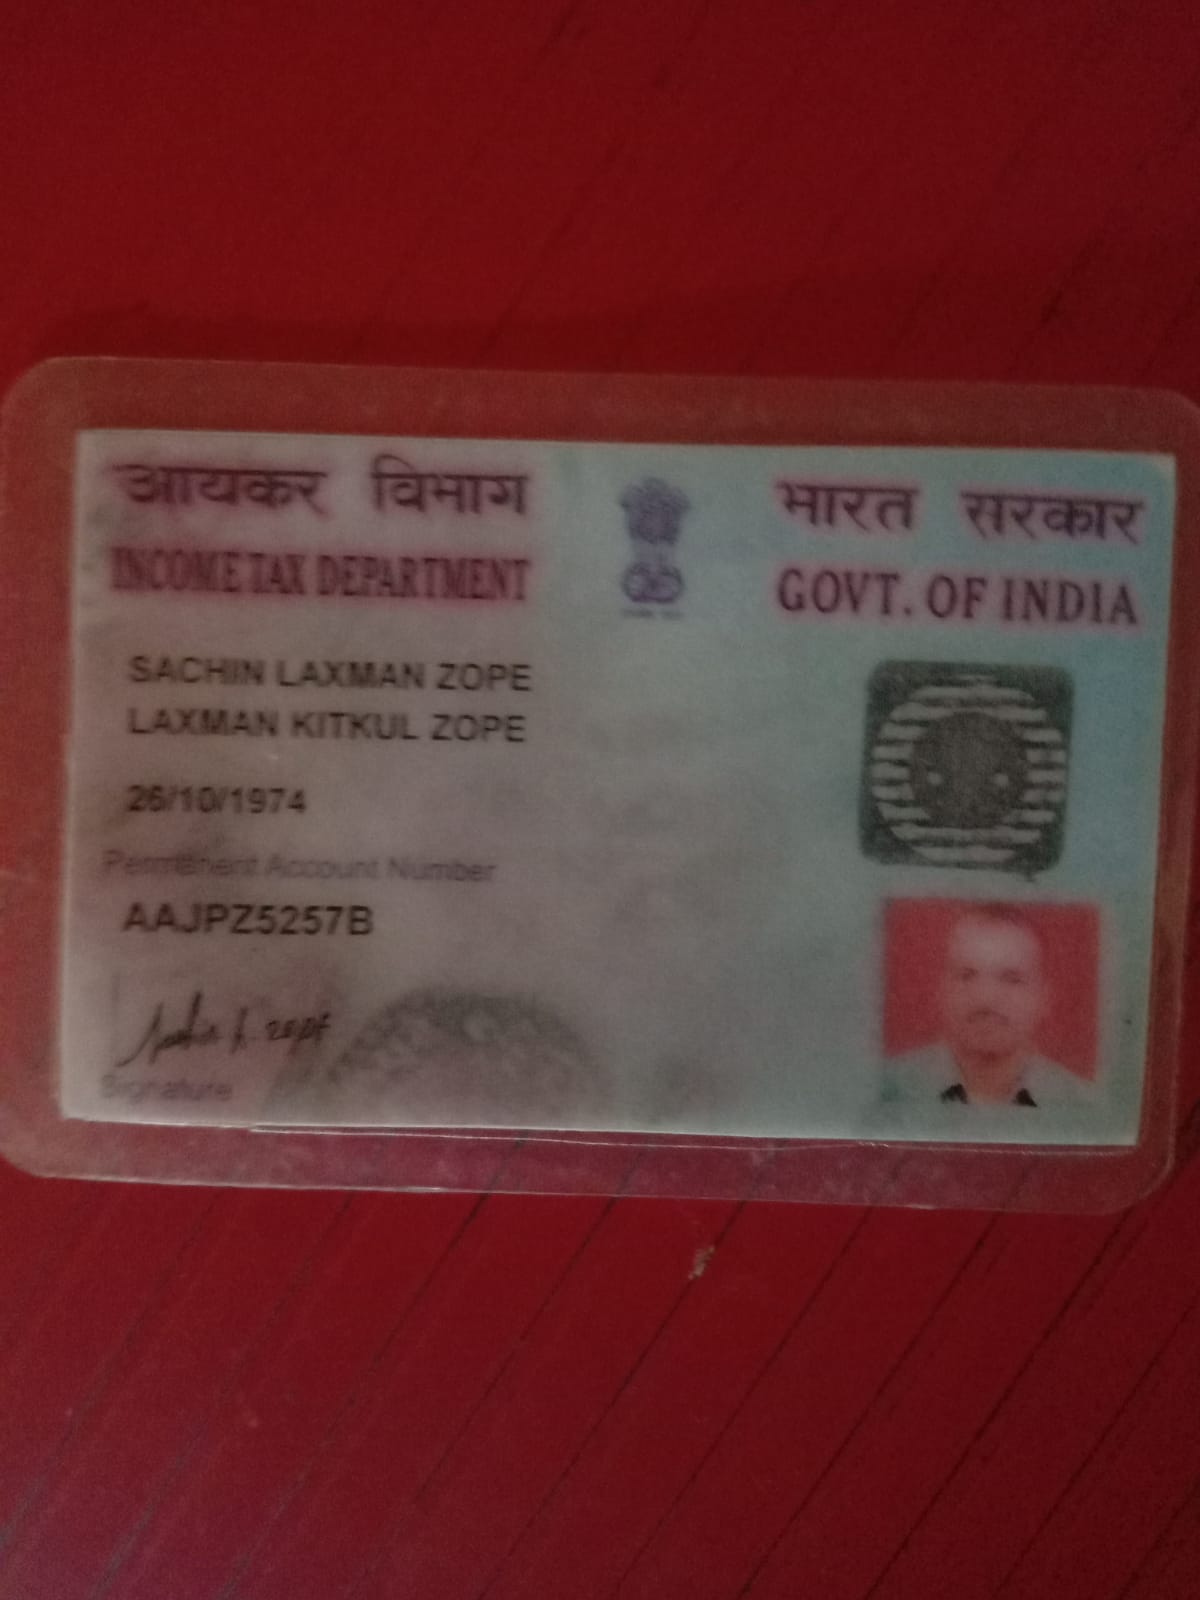 आयकर विभाग
INCOME TAX DEPARTMENT
भारत सरकार
GOVT. OF INDIA
SACHIN LAXMAN ZOPE
LAXMAN KITKUL ZOPE
26/10/1974
Permanent Account Number
AAJPZ5257B
Signature